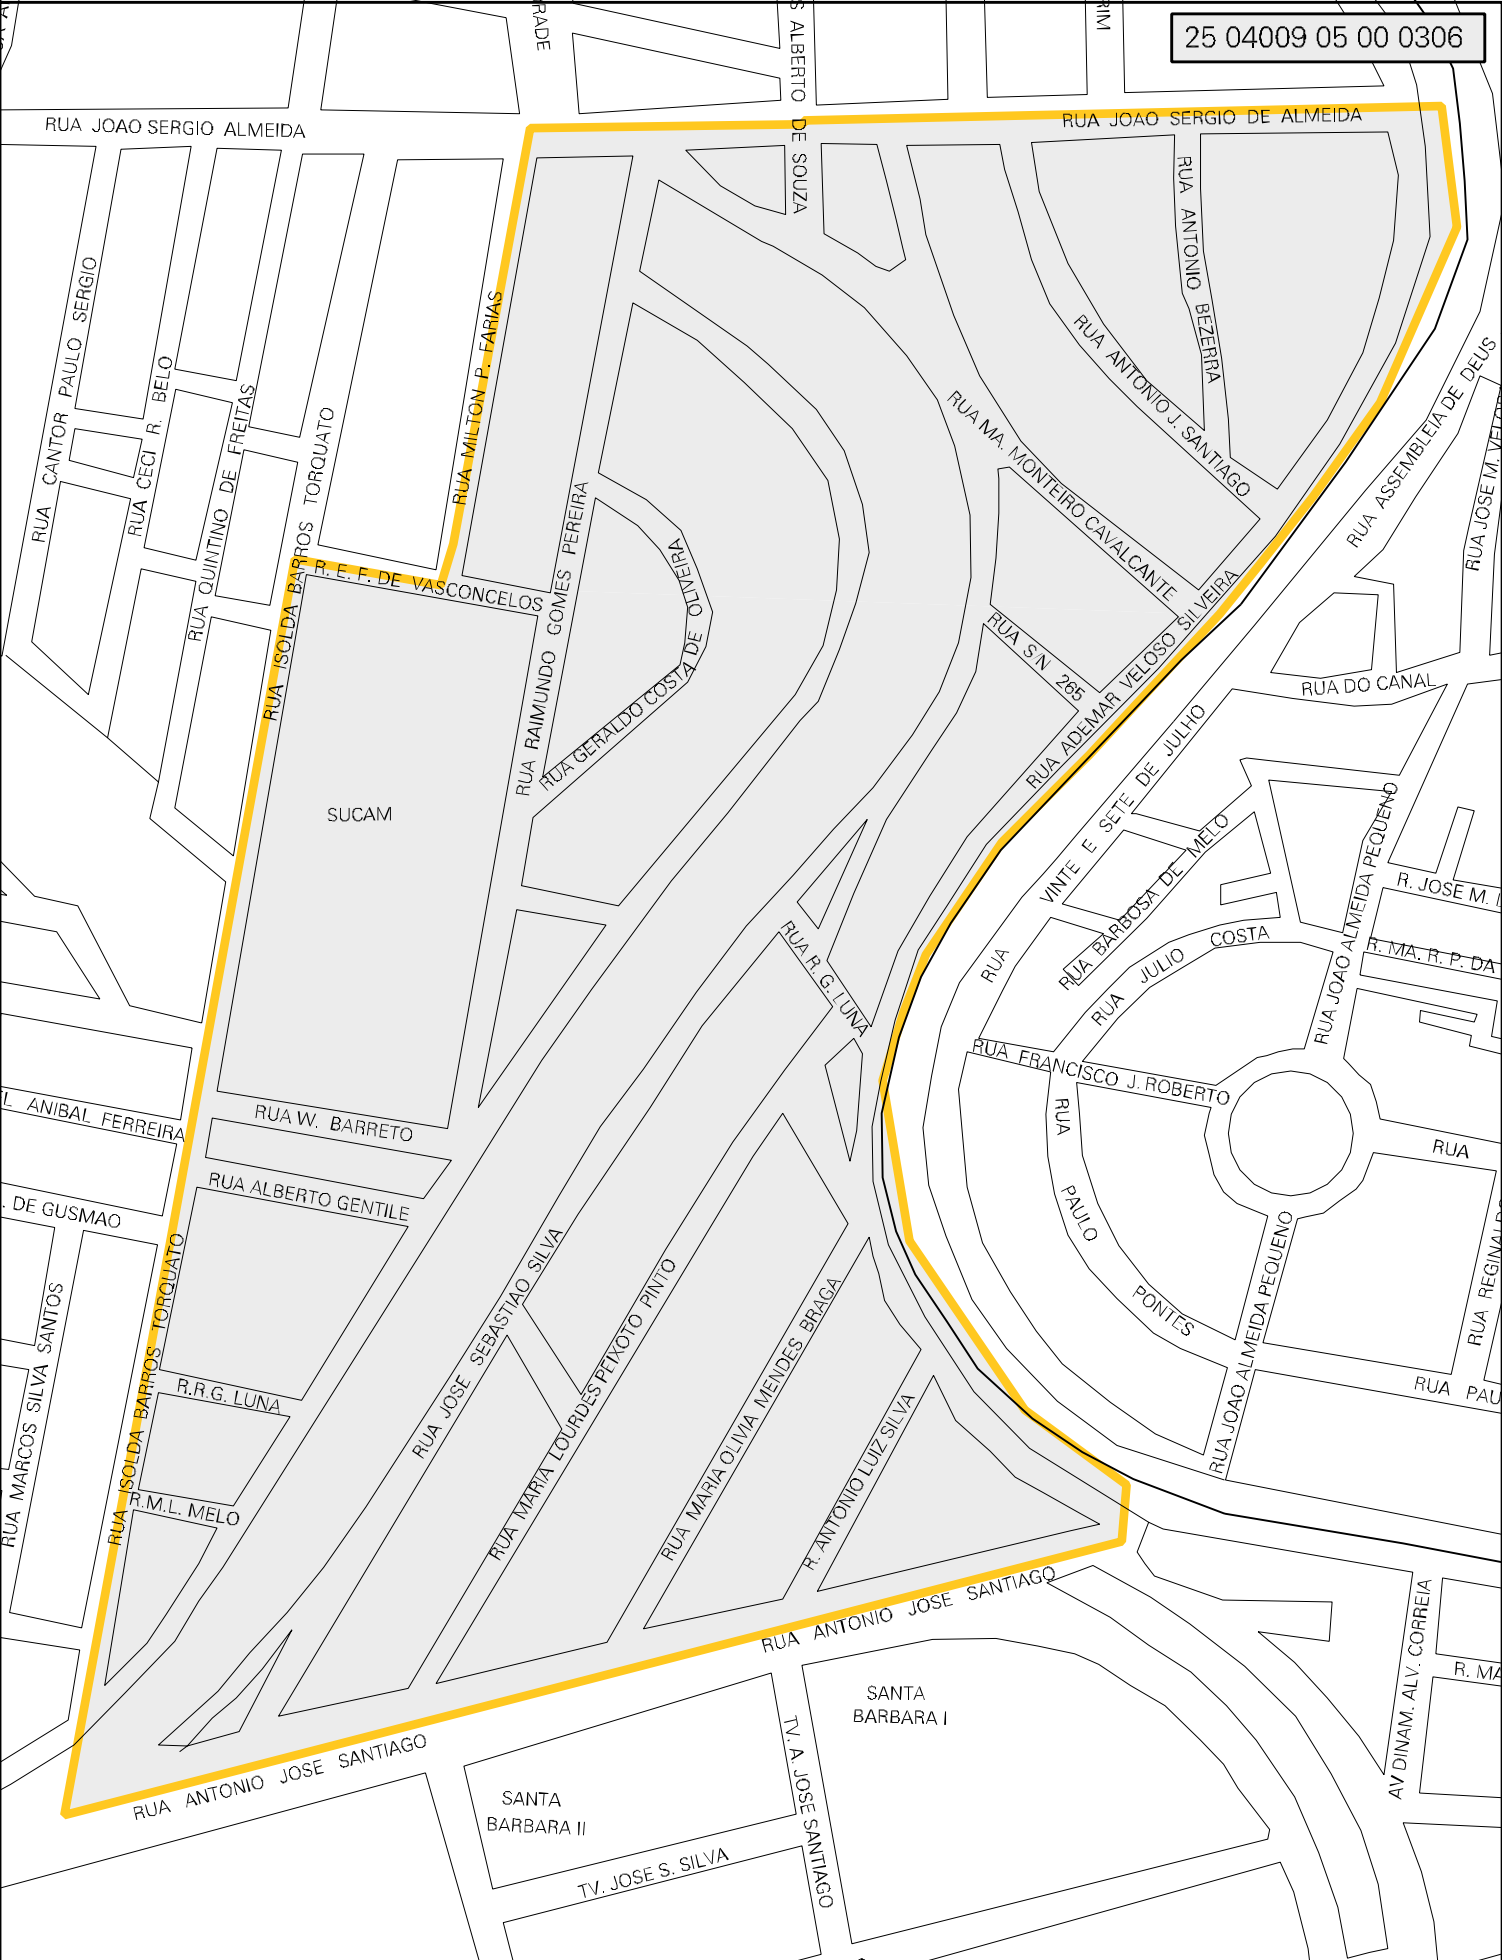 RADE
S ALBERTO DE SOUZA
RIM
25 04009 05 00 0306
RUA JOAO SERGIO ALMEIDA
RUA JOAO SERGIO DE ALMEIDA
RUA CANTOR PAULO SERGIO
RUA CECI R. BELO
RUA QUINTINO DE FREITAS
RUA ISOLDA BARROS TORQUATO
RUA MILTON P. FARIAS
R. E. F. DE VASCONCELOS
RUA RAIMUNDO GOMES PEREIRA
RUA GERALDO COSTA DE OLIVEIRA
RUA ANTONIO BEZERRA
RUA ANTONIO J. SANTIAGO
RUA MA. MONTEIRO CAVALCANTE
RUA S/N 265
RUA ADEMAR VELOSO SILVEIRA
RUA ASSEMBLEIA DE DEUS
RUA JOSE M. VELO
RUA DO CANAL
SUCAM
RUA VINTE E SETE DE JULHO
RUA BARBOSA DE MELO
RUA JULIO COSTA
RUA JOAO ALMEIDA PEQUENO
R. JOSE M.
R. MA. R. P. DA
RUA R. G. LUNA
RUA FRANCISCO J. ROBERTO
RUA PAULO PONTES
RUA
L ANIBAL FERREIRA
RUA W. BARRETO
RUA ALBERTO GENTILE
. DE GUSMAO
RUA MARCOS SILVA SANTOS
RUA ISOLDA BARROS TORQUATO
R.R.G. LUNA
R.M.L. MELO
RUA JOSE SEBASTIAO SILVA
RUA MARIA LOURDES PEIXOTO PINTO
RUA MARIA OLIVIA MENDES BRAGA
R. ANTONIO LUIZ SILVA
RUA JOAO ALMEIDA PEQUENO
RUA REGINAL
RUA PAU
RUA ANTONIO JOSE SANTIAGO
RUA ANTONIO JOSE SANTIAGO
SANTA
BARBARA I
SANTA
BARBARA II
TV. A. JOSE SANTIAGO
TV. JOSE S. SILVA
AV DINAM. ALV. CORREIA
R. MA